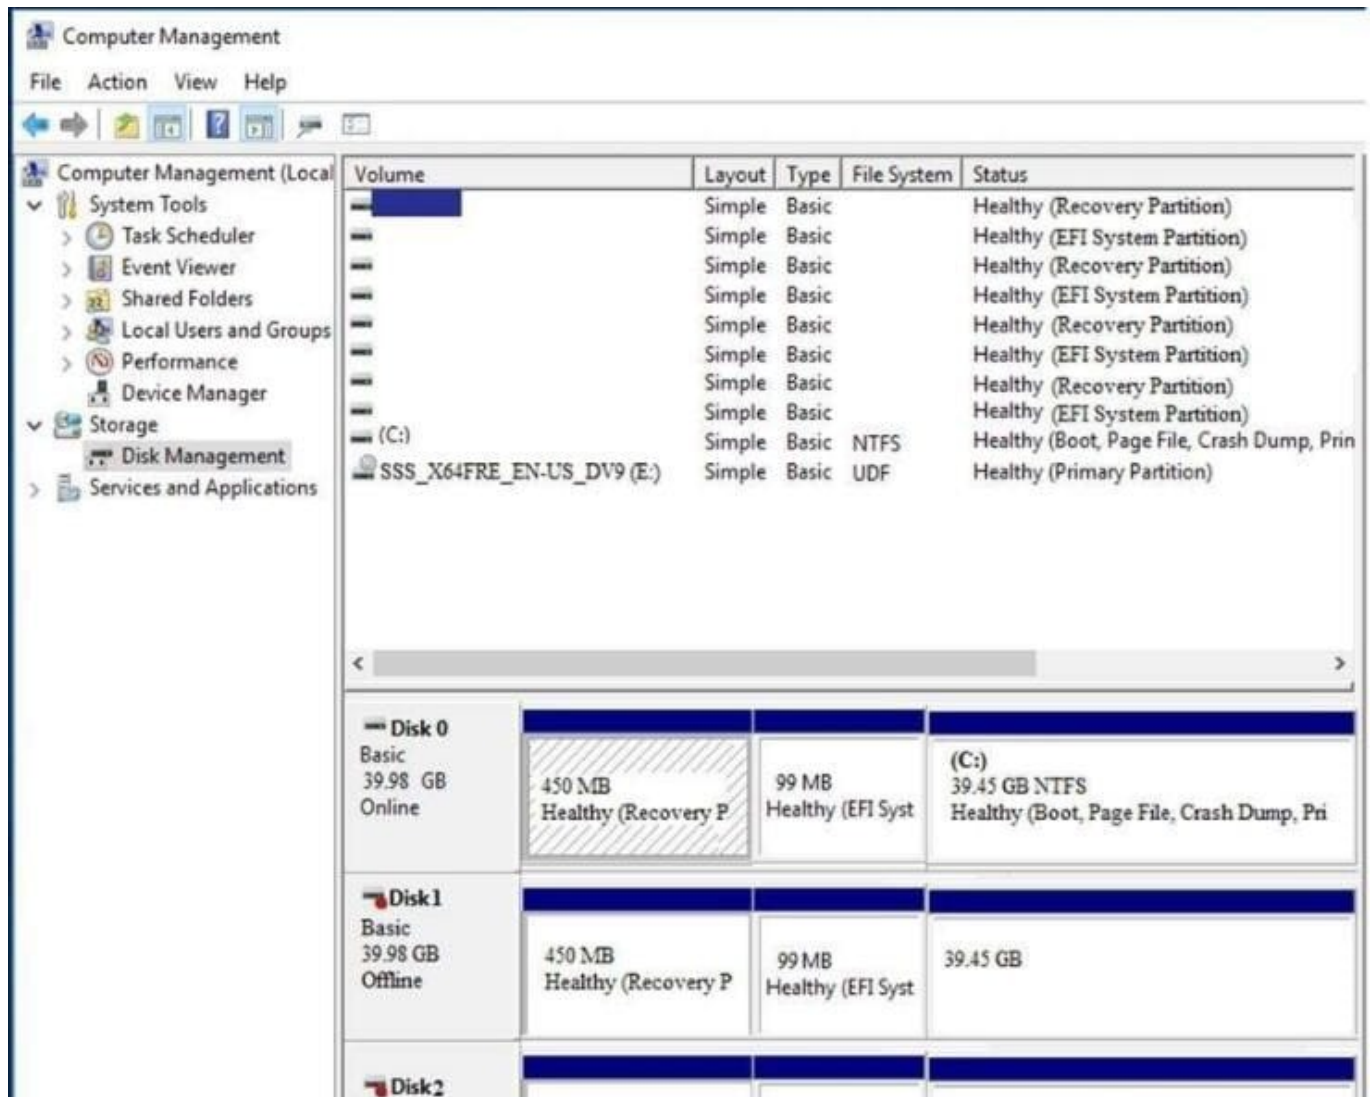 Computer Management
File Action View Help
Computer Management (Local
System Tools
Task Scheduler
Event Viewer
Shared Folders
Local Users and Groups
Performance
Device Manager
Storage
Disk Management
Services and Applications
Volume Layout Type File System Status
Simple Basic Healthy (Recovery Partition)
Simple Basic Healthy (EFI System Partition)
Simple Basic Healthy (Recovery Partition)
Simple Basic Healthy (EFI System Partition)
Simple Basic Healthy (Recovery Partition)
Simple Basic Healthy (EFI System Partition)
Simple Basic Healthy (Recovery Partition)
Simple Basic Healthy (EFI System Partition)
(C:) Simple Basic NTFS Healthy (Boot, Page File, Crash Dump, Prin
SSS_X64FRE_EN-US_DV9 (E:) Simple Basic UDF Healthy (Primary Partition)
Disk 0
Basic
39.98 GB
Online
450 MB
Healthy (Recovery P
99 MB
Healthy (EFI Syst
(C:)
39.45 GB NTFS
Healthy (Boot, Page File, Crash Dump, Pri
Disk1
Basic
39.98 GB
Offline
450 MB
Healthy (Recovery P
99 MB
Healthy (EFI Syst
39.45 GB
Disk2